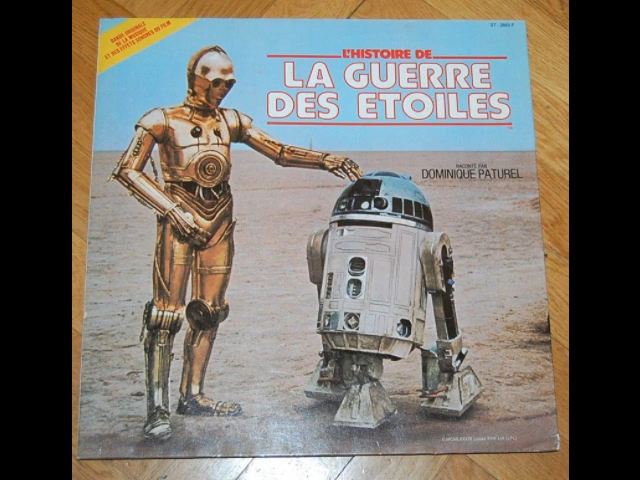 BANDE ORIGINALE
DE LA MUSIQUE
ET DES EFFETS SONORES DU FILM
L'HISTOIRE DE
LA GUERRE
DES ETOILES
RACONTÉ PAR
DOMINIQUE PATUREL